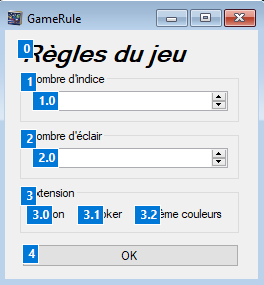 GameRule
0
Règles du jeu
1
ombre d'indice
1.0
2
ombre d'éclair
2.0
3
xtension
3.0 on 3.1 ker 3.2 ème couleurs
4
OK